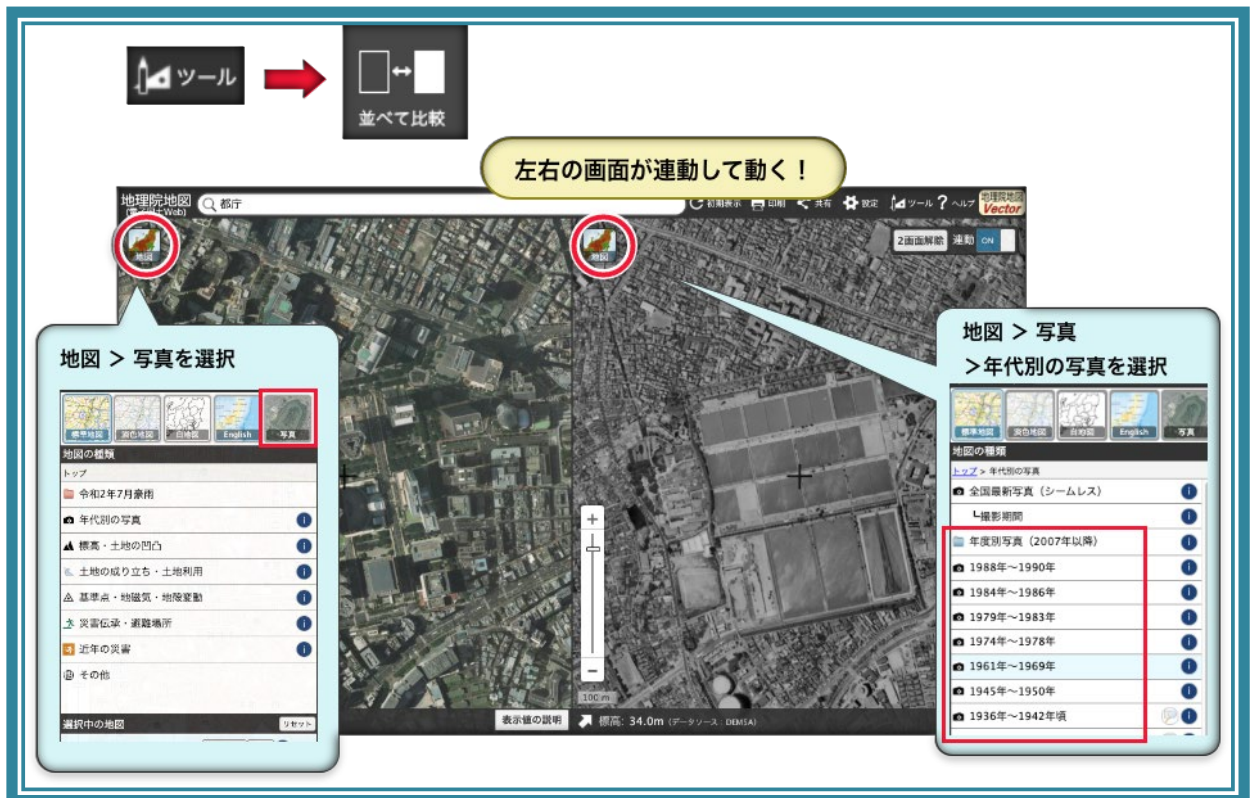 ツール
並べて比較
左右の画面が連動して動く！
地理院地図
都庁
初期表示 印刷 共有 設定 ツール ヘルプ
地理院地図
Vector
地図
地図
2画面解除 連動 ON
地図 > 写真を選択
標準地図 淡色地図 白地図 English 写真
地図の種類
トップ
令和2年7月豪雨
年代別の写真
標高・土地の凹凸
土地の成り立ち・土地利用
基準点・地磁気・地殻変動
災害伝承・避難場所
近年の災害
その他
選択中の地図 リセット
地図 > 写真
>年代別の写真を選択
標準地図 淡色地図 白地図 English 写真
地図の種類
トップ > 年代別の写真
全国最新写真（シームレス）
┗撮影期間
年度別写真（2007年以降）
1988年～1990年
1984年～1986年
1979年～1983年
1974年～1978年
1961年～1969年
1945年～1950年
1936年～1942年頃
100 m
表示値の説明 標高: 34.0m (データソース：DEM5A)